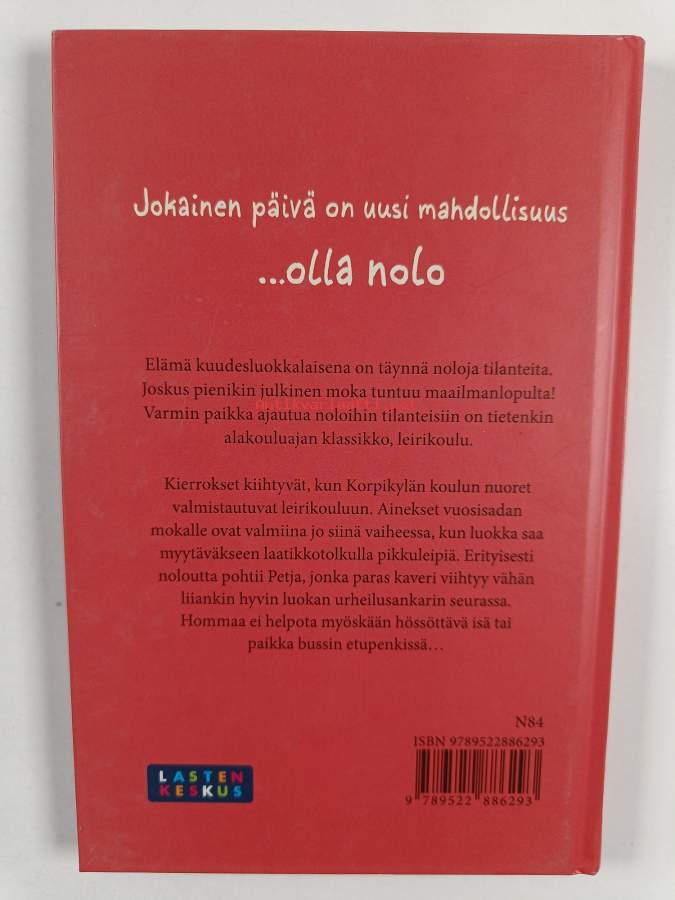 Jokainen päivä on uusi mahdollisuus
...olla nolo
Elämä kuudesluokkalaisena on täynnä noloja tilanteita.
Joskus pienikin julkinen moka tuntuu maailmanlopulta!
Varmin paikka ajautua noloihin tilanteisiin on tietenkin
alakouluajan klassikko, leirikoulu.
Kierrokset kiihtyvät, kun Korpikylän koulun nuoret
valmistautuvat leirikouluun. Ainekset vuosisadan
mokalle ovat valmiina jo siinä vaiheessa, kun luokka saa
myytäväkseen laatikkotolkulla pikkuleipiä. Erityisesti
noloutta pohtii Petja, jonka paras kaveri viihtyy vähän
liiankin hyvin luokan urheilusankarin seurassa.
Hommaa ei helpota myöskään hössöttävä isä tai
paikka bussin etupenkissä...
N84
ISBN 9789522886293
9 789522 886293
LASTEN
KESKUS